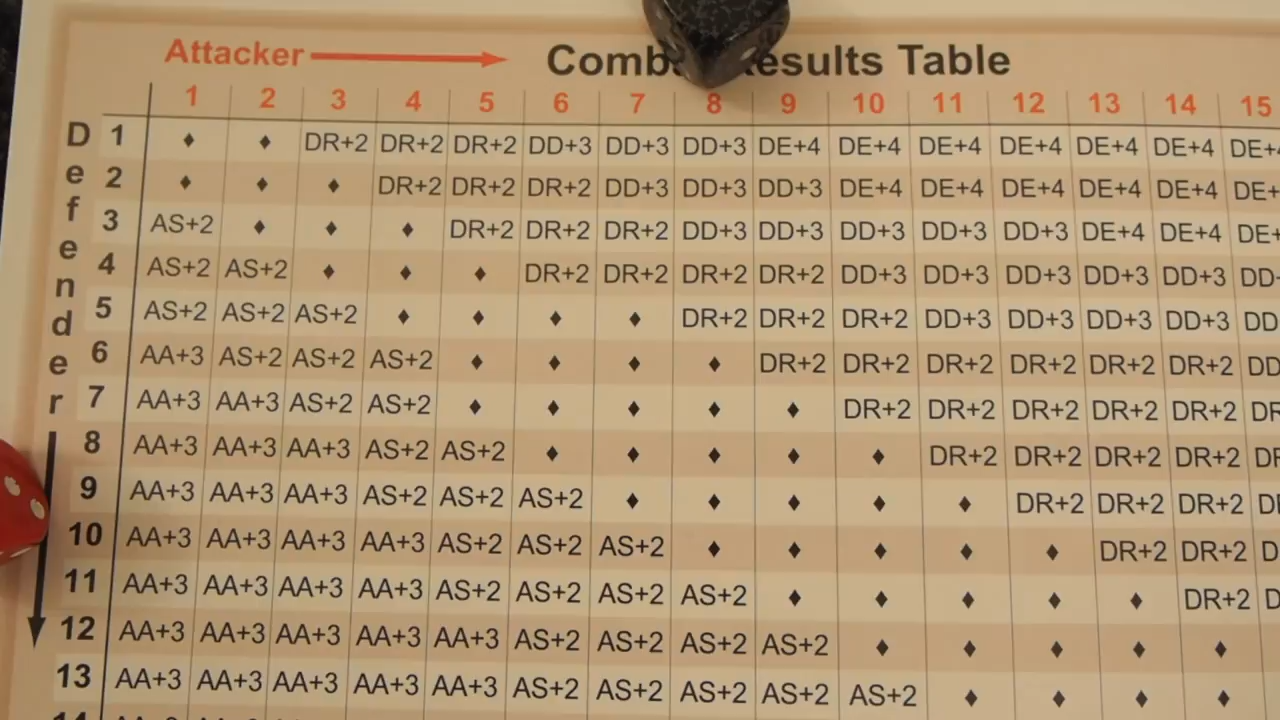 Attacker Comb esults Table
1 2 3 4 5 6 7 8 9 10 11 12 13 14 15
Defender
1 ♦ ♦ DR+2 DR+2 DR+2 DD+3 DD+3 DD+3 DE+4 DE+4 DE+4 DE+4 DE+4 DE+4 DE+4
2 ♦ ♦ ♦ DR+2 DR+2 DR+2 DD+3 DD+3 DD+3 DE+4 DE+4 DE+4 DE+4 DE+4 DE+
3 AS+2 ♦ ♦ ♦ DR+2 DR+2 DR+2 DD+3 DD+3 DD+3 DD+3 DD+3 DE+4 DE+4 DE+
4 AS+2 AS+2 ♦ ♦ ♦ DR+2 DR+2 DR+2 DR+2 DD+3 DD+3 DD+3 DD+3 DD+3 DD
5 AS+2 AS+2 AS+2 ♦ ♦ ♦ ♦ DR+2 DR+2 DR+2 DD+3 DD+3 DD+3 DD+3 DD
6 AA+3 AS+2 AS+2 AS+2 ♦ ♦ ♦ ♦ DR+2 DR+2 DR+2 DR+2 DR+2 DR+2 DD
7 AA+3 AA+3 AS+2 AS+2 ♦ ♦ ♦ ♦ ♦ DR+2 DR+2 DR+2 DR+2 DR+2 DR
8 AA+3 AA+3 AA+3 AS+2 AS+2 ♦ ♦ ♦ ♦ ♦ DR+2 DR+2 DR+2 DR+2 DR
9 AA+3 AA+3 AA+3 AS+2 AS+2 AS+2 ♦ ♦ ♦ ♦ ♦ DR+2 DR+2 DR+2 D
10 AA+3 AA+3 AA+3 AA+3 AS+2 AS+2 AS+2 ♦ ♦ ♦ ♦ ♦ DR+2 DR+2 D
11 AA+3 AA+3 AA+3 AA+3 AS+2 AS+2 AS+2 AS+2 ♦ ♦ ♦ ♦ ♦ DR+2 D
12 AA+3 AA+3 AA+3 AA+3 AA+3 AS+2 AS+2 AS+2 AS+2 ♦ ♦ ♦ ♦ ♦
13 AA+3 AA+3 AA+3 AA+3 AA+3 AS+2 AS+2 AS+2 AS+2 AS+2 ♦ ♦ ♦ ♦